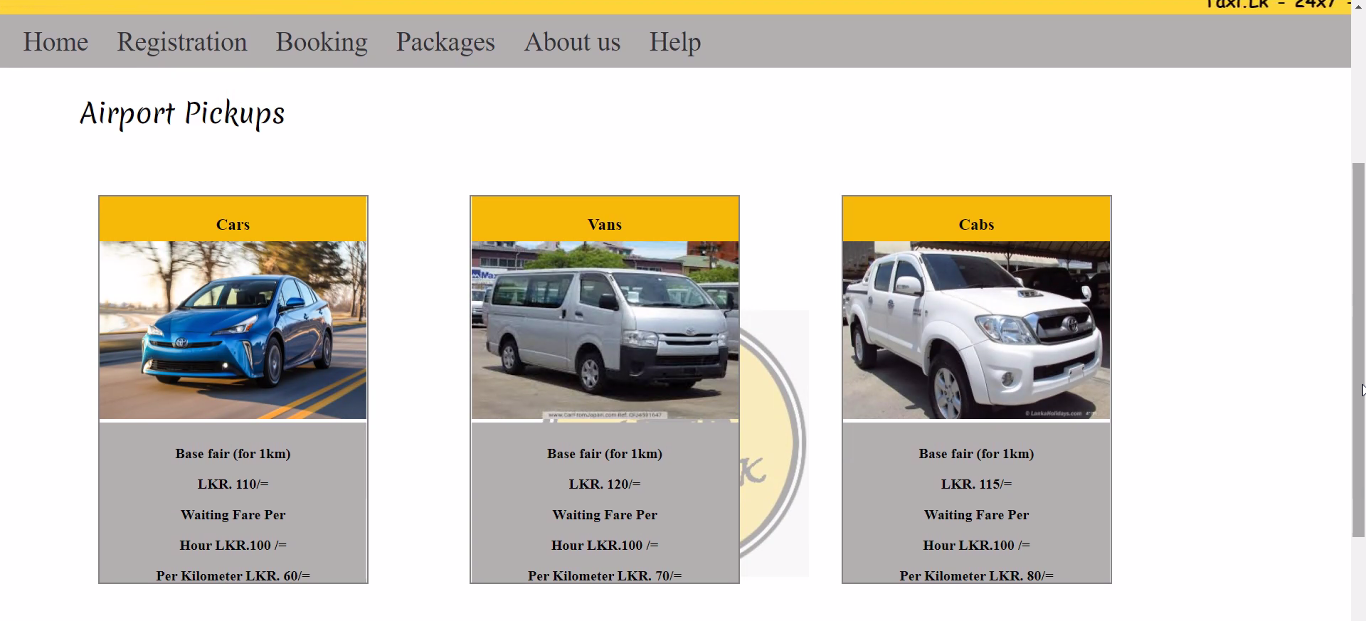 Taxi.Lk - 24x7 -
Home Registration Booking Packages About us Help
Airport Pickups
Cars
Vans
Cabs
www.CarFromJapan.com
© LankaHolidays.com
Base fair (for 1km)
LKR. 110/=
Waiting Fare Per
Hour LKR.100 /=
Per Kilometer LKR. 60/=
Base fair (for 1km)
LKR. 120/=
Waiting Fare Per
Hour LKR.100 /=
Per Kilometer LKR. 70/=
Base fair (for 1km)
LKR. 115/=
Waiting Fare Per
Hour LKR.100 /=
Per Kilometer LKR. 80/=